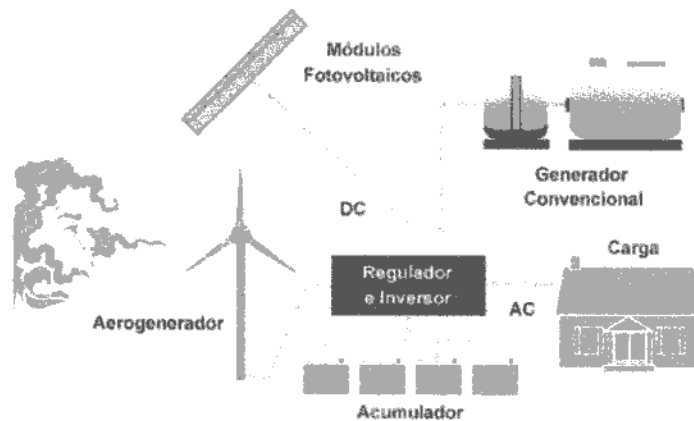 Módulos
Fotovoltaicos
Generador
Convencional
DC
Carga
Regulador
e Inversor
AC
Aerogenerador
Acumulador